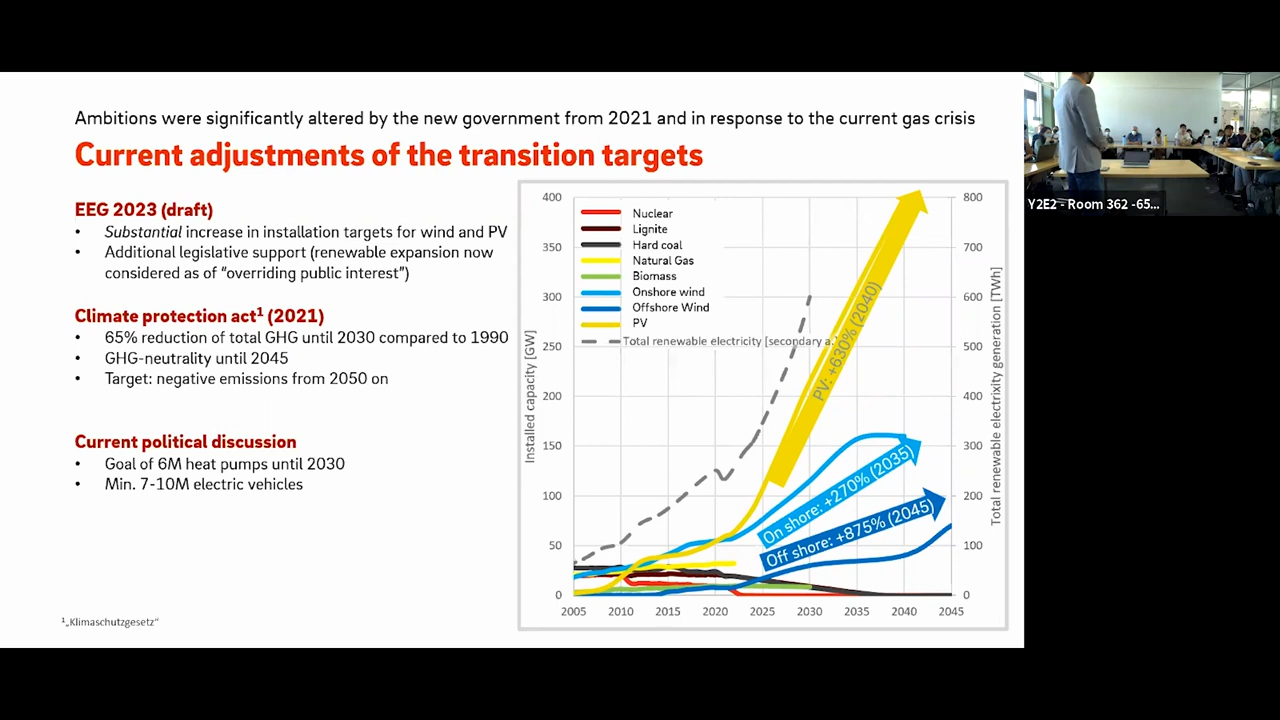 Ambitions were significantly altered by the new government from 2021 and in response to the current gas crisis
Current adjustments of the transition targets
EEG 2023 (draft)
• Substantial increase in installation targets for wind and PV
• Additional legislative support (renewable expansion now
considered as of “overriding public interest”)
Climate protection act¹ (2021)
• 65% reduction of total GHG until 2030 compared to 1990
• GHG-neutrality until 2045
• Target: negative emissions from 2050 on
Current political discussion
• Goal of 6M heat pumps until 2030
• Min. 7-10M electric vehicles
¹„Klimaschutzgesetz“
Installed capacity [GW]
400
350
300
250
200
150
100
50
0
Nuclear
Lignite
Hard coal
Natural Gas
Biomass
Onshore wind
Offshore Wind
PV
Total renewable electricity [secondary a.]
PV: +630% (2040)
On shore: +270% (2035)
Off shore: +875% (2045)
800
700
600
500
400
300
200
100
0
Total renewable electrixity generation [TWh]
2005 2010 2015 2020 2025 2030 2035 2040 2045
Y2E2 - Room 362 -65...